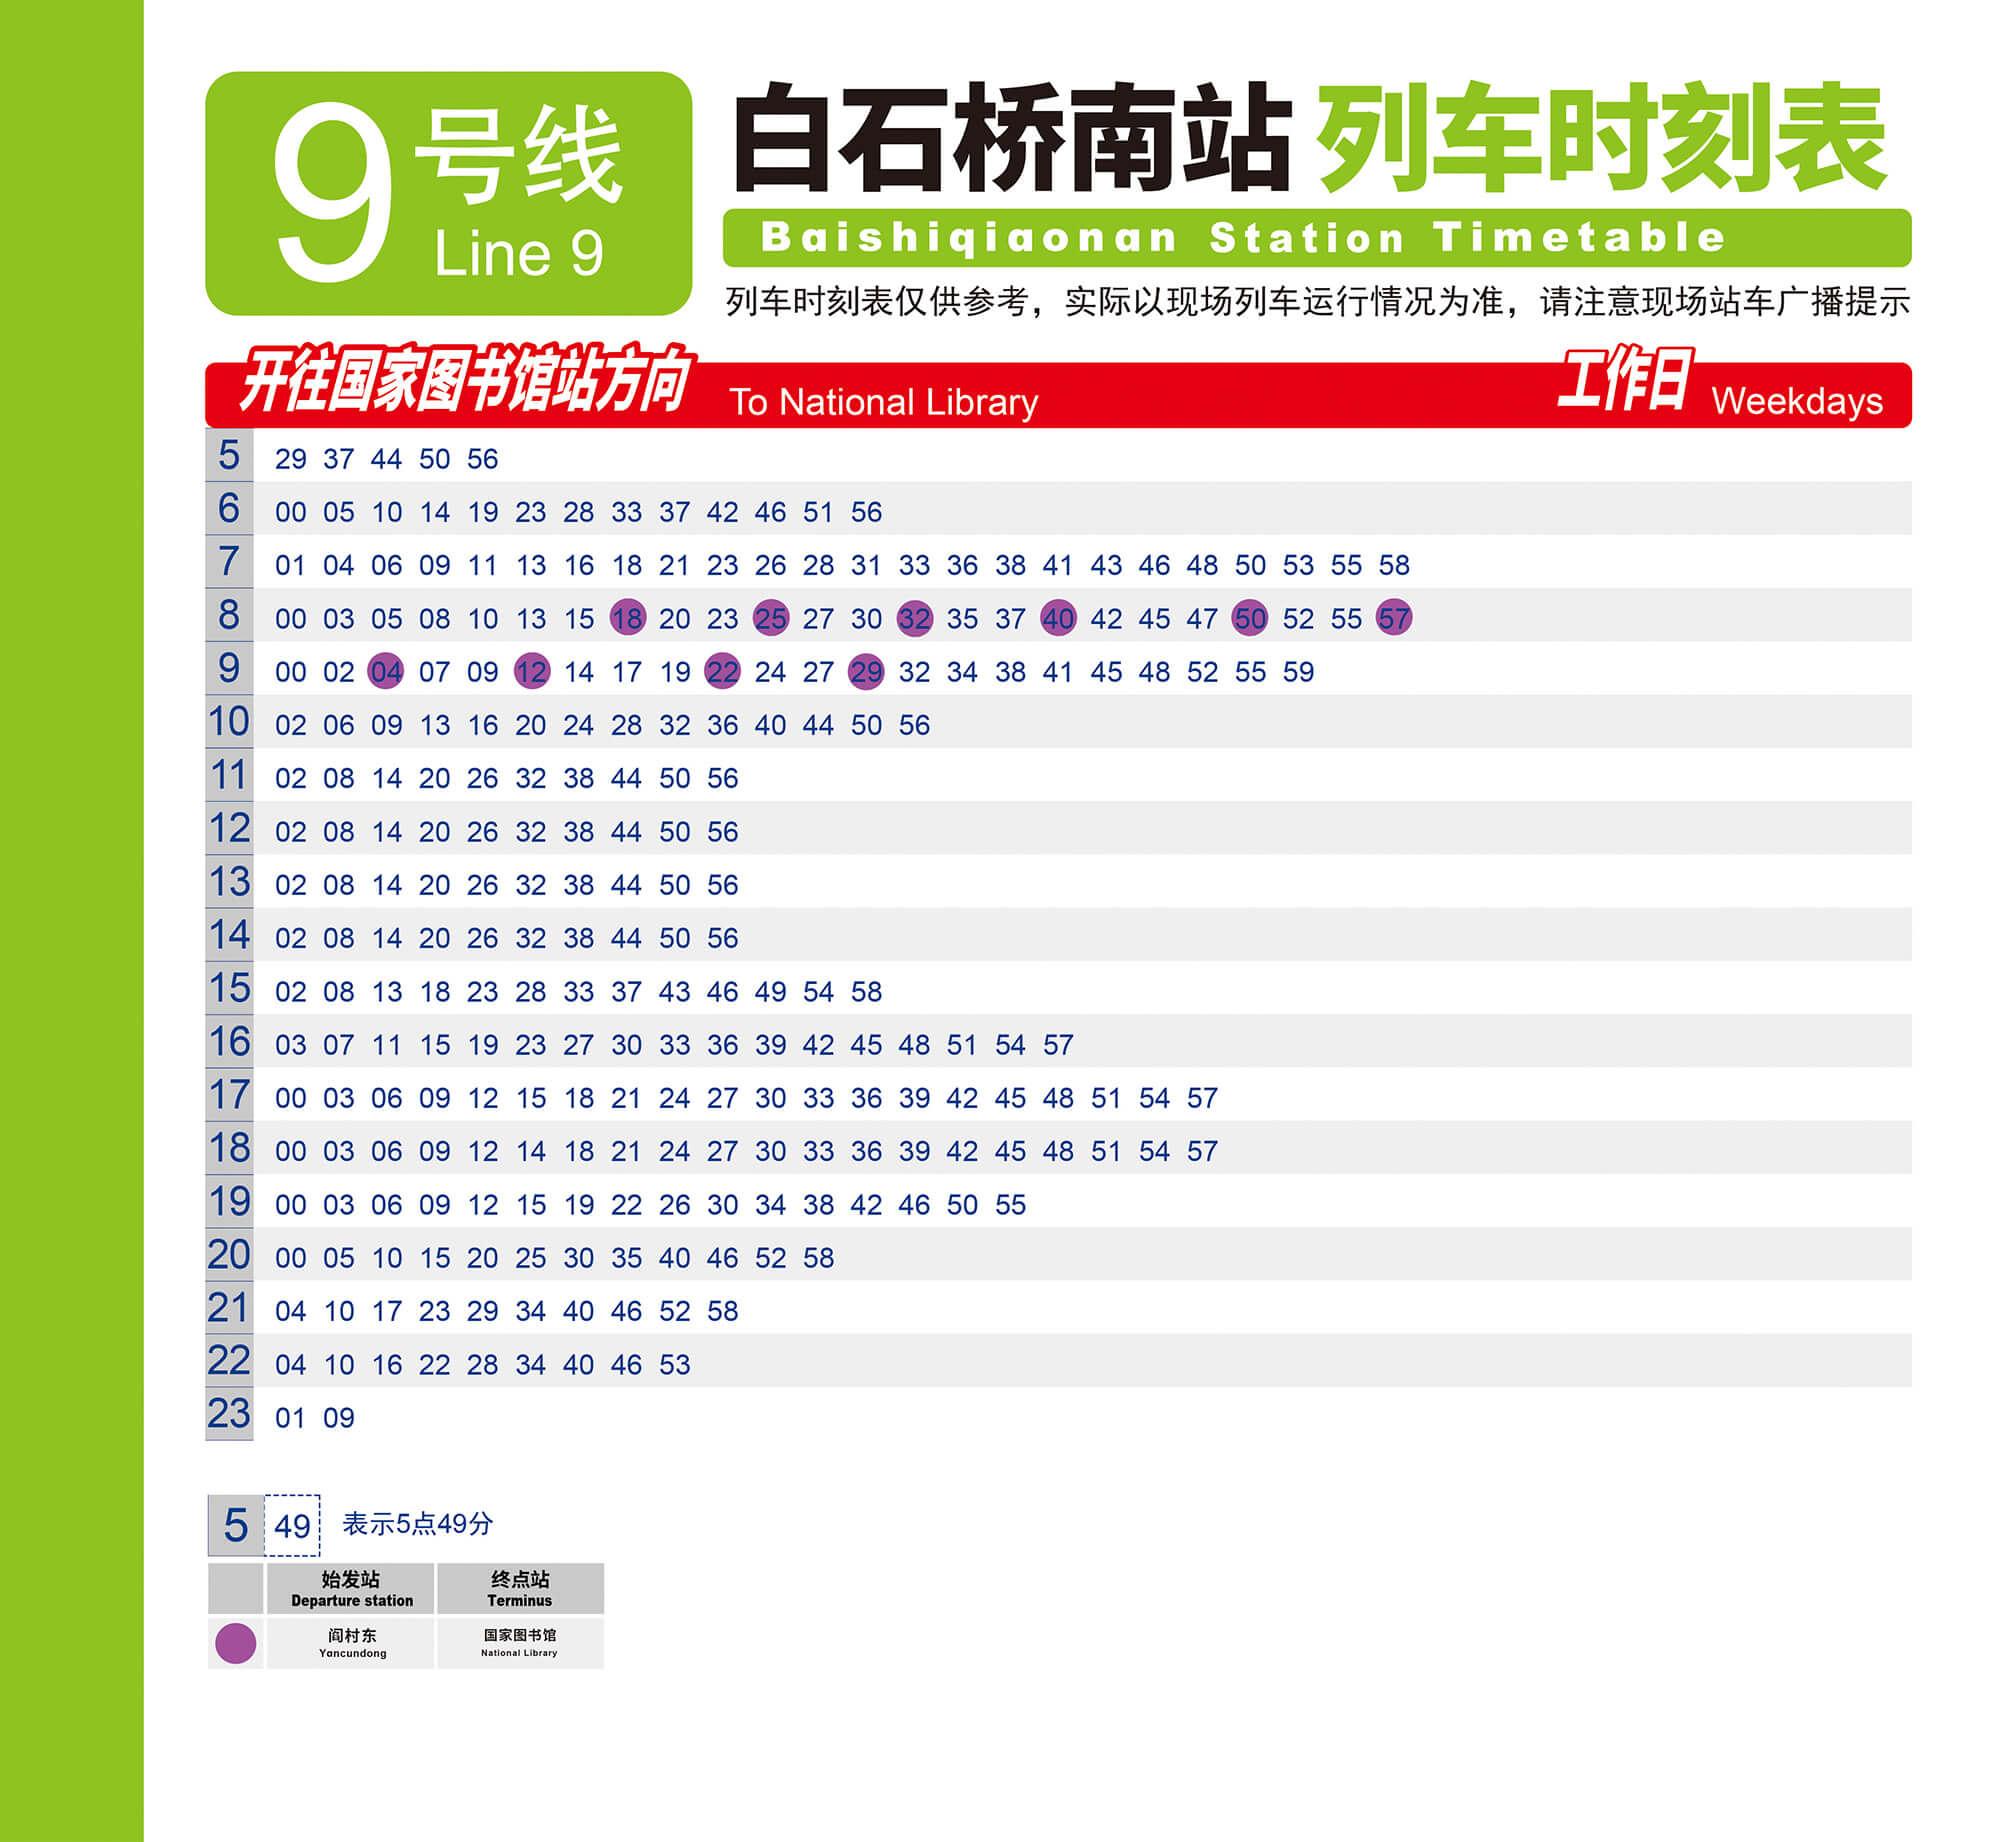 9 号线
Line 9
白石桥南站 列车时刻表
Baishiqiaonan Station Timetable
列车时刻表仅供参考，实际以现场列车运行情况为准，请注意现场站车广播提示
开往国家图书馆站方向 To National Library 工作日 Weekdays
5 29 37 44 50 56
6 00 05 10 14 19 23 28 33 37 42 46 51 56
7 01 04 06 09 11 13 16 18 21 23 26 28 31 33 36 38 41 43 46 48 50 53 55 58
8 00 03 05 08 10 13 15 18 20 23 25 27 30 32 35 37 40 42 45 47 50 52 55 57
9 00 02 04 07 09 12 14 17 19 22 24 27 29 32 34 38 41 45 48 52 55 59
10 02 06 09 13 16 20 24 28 32 36 40 44 50 56
11 02 08 14 20 26 32 38 44 50 56
12 02 08 14 20 26 32 38 44 50 56
13 02 08 14 20 26 32 38 44 50 56
14 02 08 14 20 26 32 38 44 50 56
15 02 08 13 18 23 28 33 37 43 46 49 54 58
16 03 07 11 15 19 23 27 30 33 36 39 42 45 48 51 54 57
17 00 03 06 09 12 15 18 21 24 27 30 33 36 39 42 45 48 51 54 57
18 00 03 06 09 12 14 18 21 24 27 30 33 36 39 42 45 48 51 54 57
19 00 03 06 09 12 15 19 22 26 30 34 38 42 46 50 55
20 00 05 10 15 20 25 30 35 40 46 52 58
21 04 10 17 23 29 34 40 46 52 58
22 04 10 16 22 28 34 40 46 53
23 01 09
5 49 表示5点49分
始发站 终点站
Departure station Terminus
阎村东 国家图书馆
Yancundong National Library